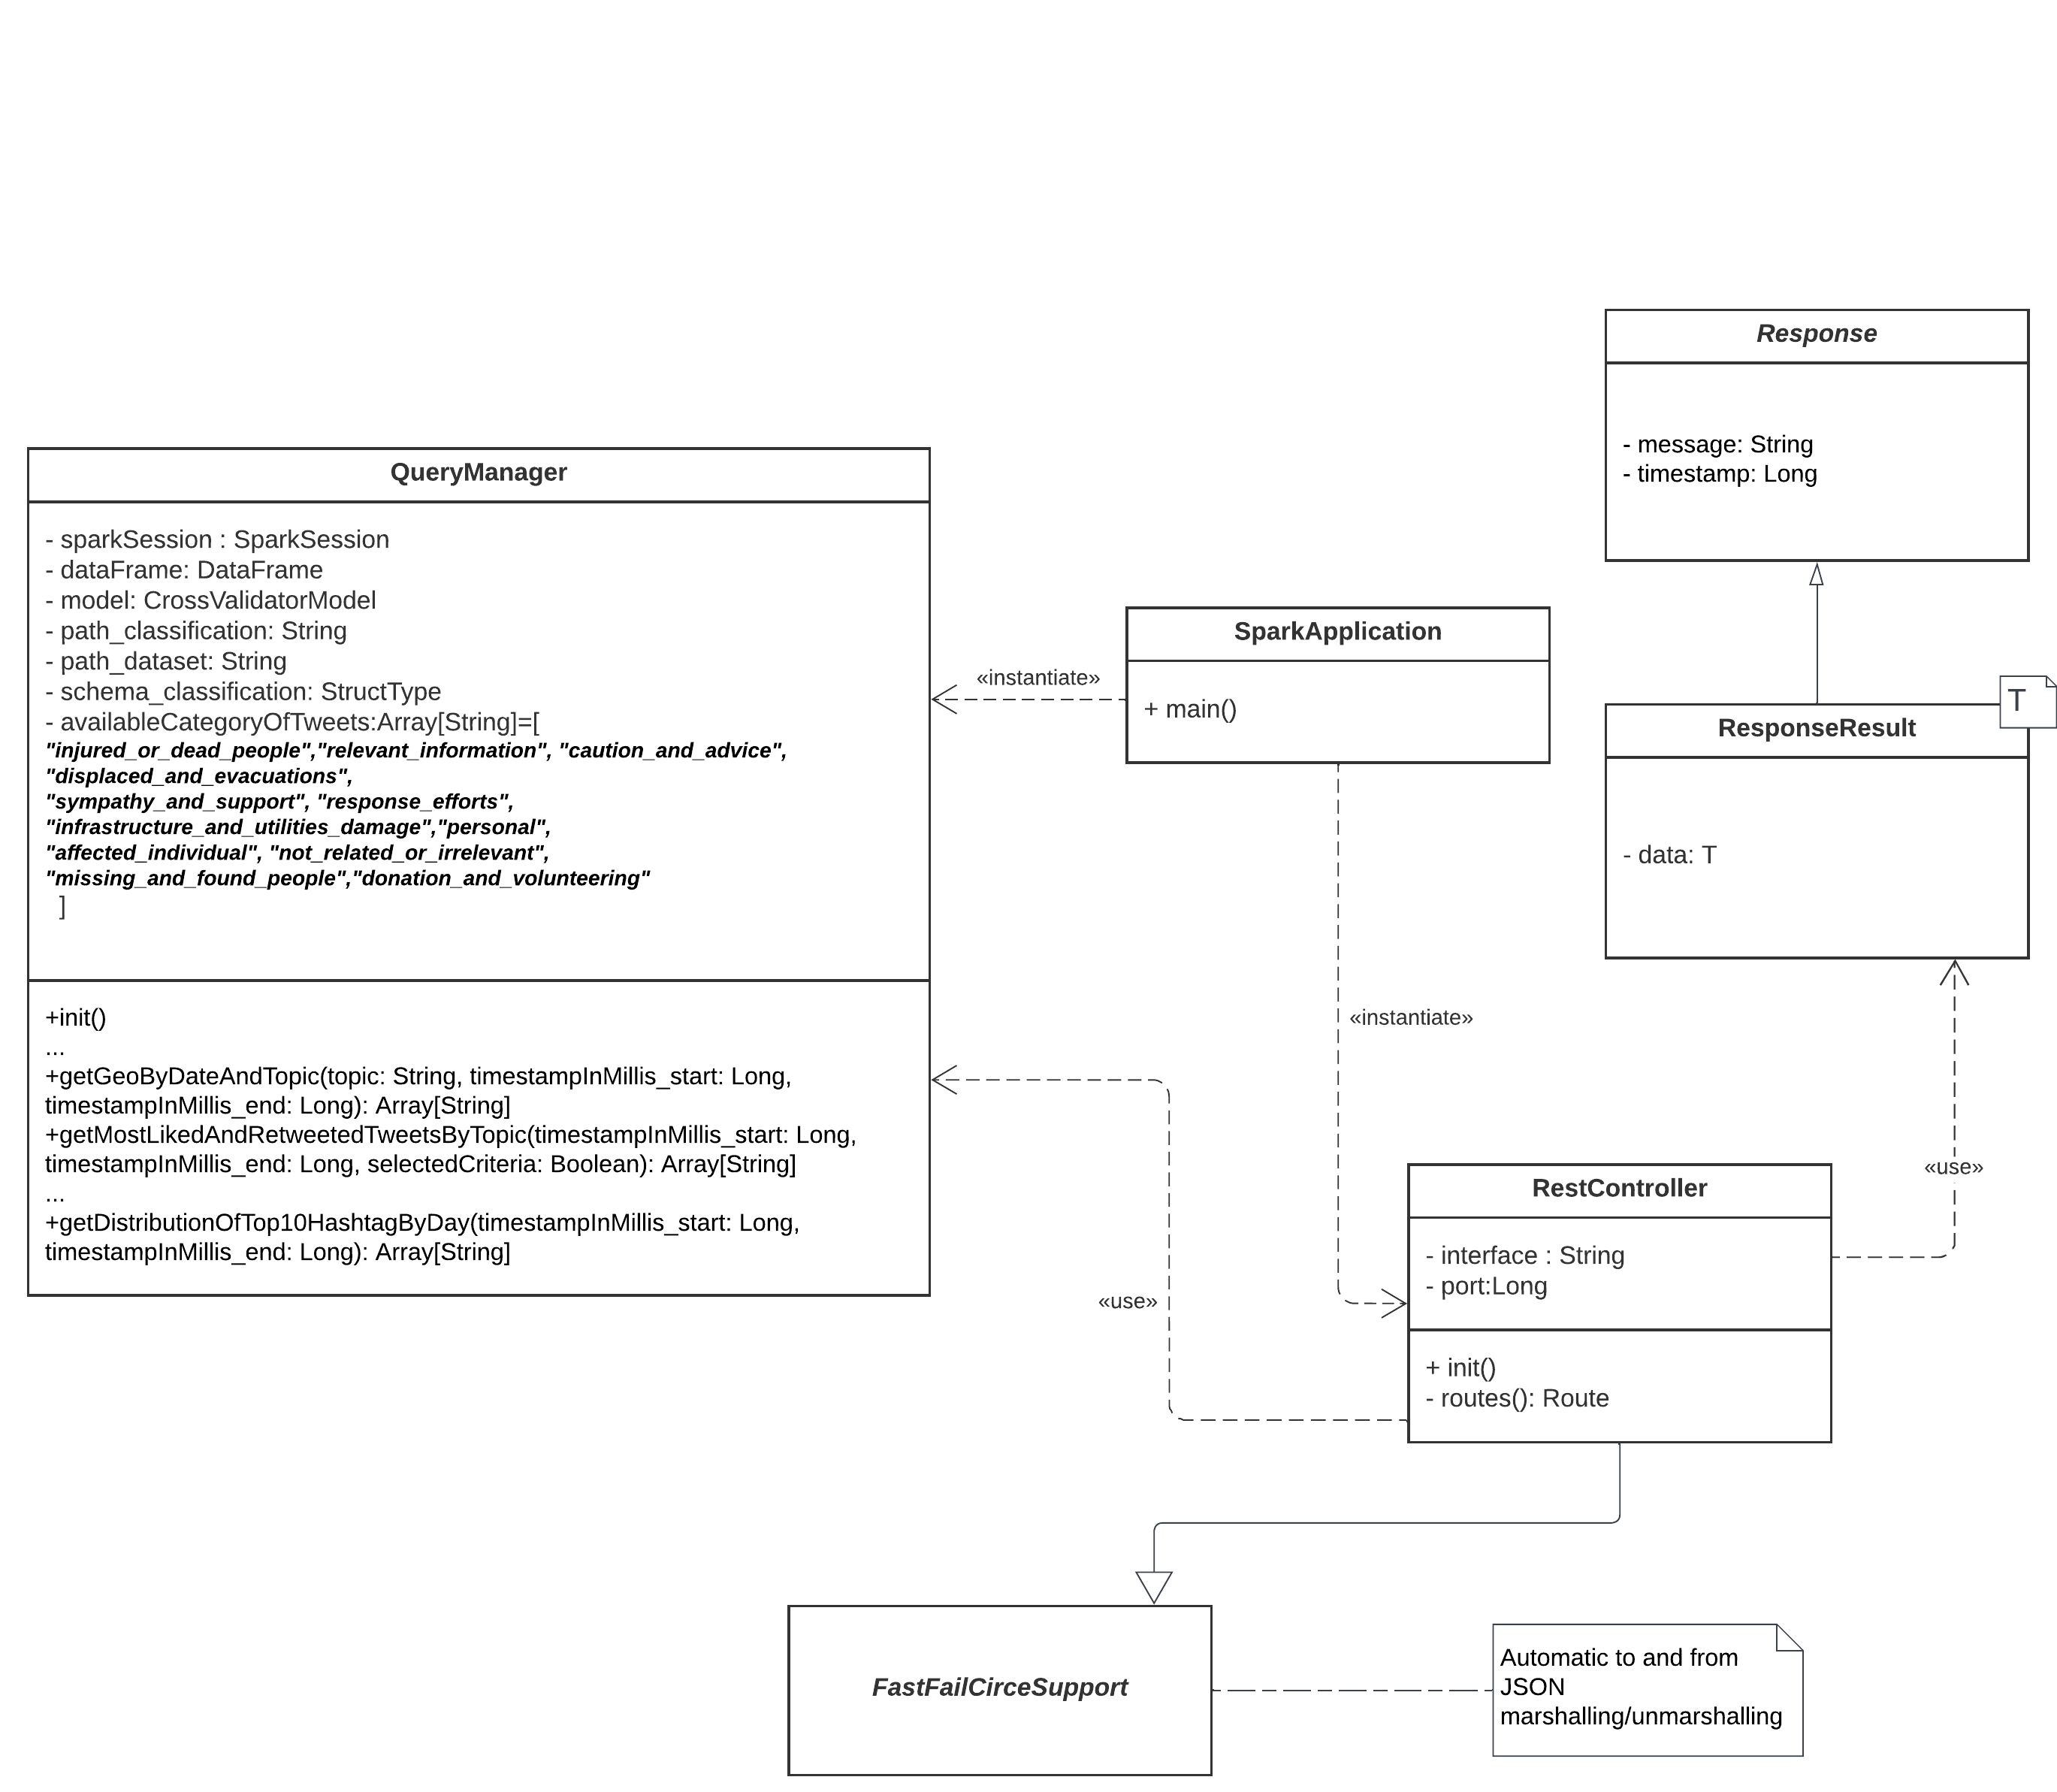 Response
- message: String
- timestamp: Long
QueryManager
- sparkSession : SparkSession
- dataFrame: DataFrame
- model: CrossValidatorModel
- path_classification: String
- path_dataset: String
- schema_classification: StructType
- availableCategoryOfTweets:Array[String]=[
"injured_or_dead_people","relevant_information", "caution_and_advice",
"displaced_and_evacuations",
"sympathy_and_support", "response_efforts",
"infrastructure_and_utilities_damage","personal",
"affected_individual", "not_related_or_irrelevant",
"missing_and_found_people","donation_and_volunteering"
]
+init()
...
+getGeoByDateAndTopic(topic: String, timestampInMillis_start: Long,
timestampInMillis_end: Long): Array[String]
+getMostLikedAndRetweetedTweetsByTopic(timestampInMillis_start: Long,
timestampInMillis_end: Long, selectedCriteria: Boolean): Array[String]
...
+getDistributionOfTop10HashtagByDay(timestampInMillis_start: Long,
timestampInMillis_end: Long): Array[String]
«instantiate»
SparkApplication
+ main()
T
ResponseResult
- data: T
«instantiate»
«use»
«use»
RestController
- interface : String
- port:Long
+ init()
- routes(): Route
FastFailCirceSupport
Automatic to and from
JSON
marshalling/unmarshalling